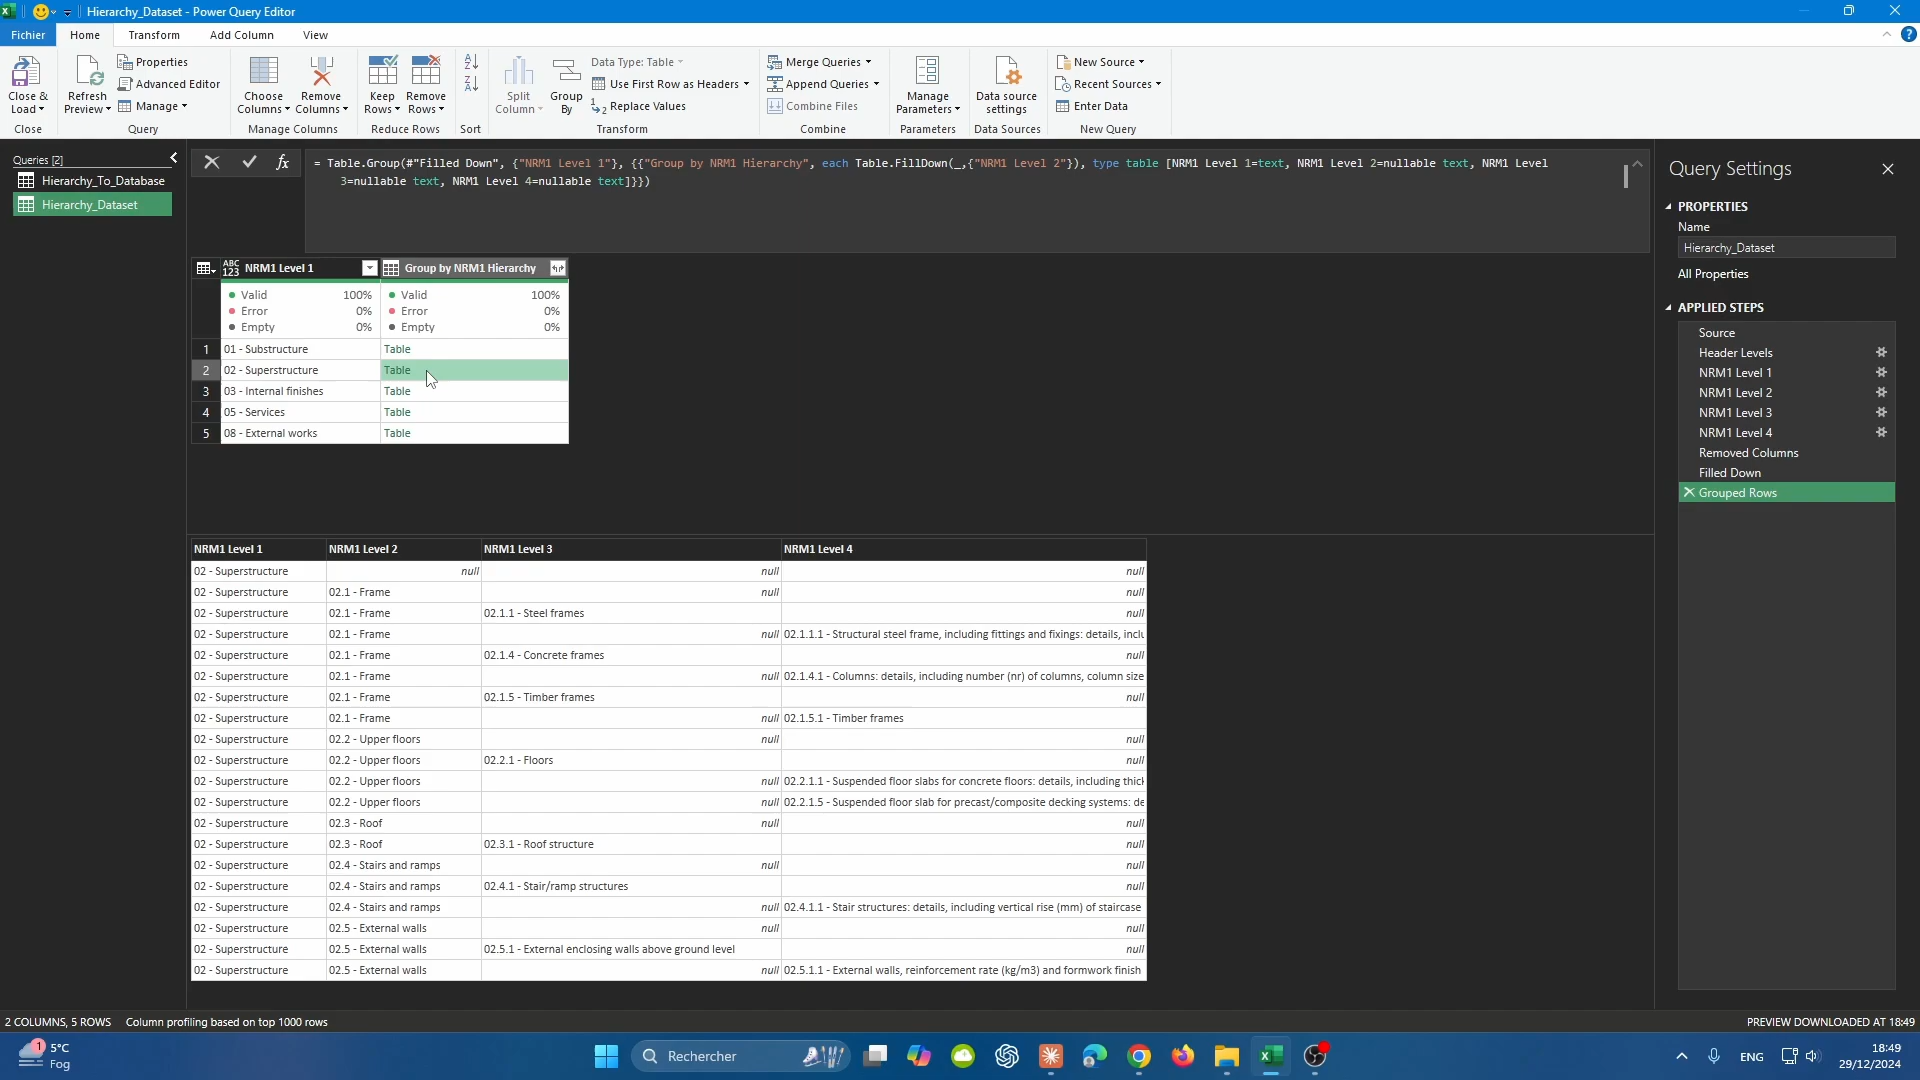 Hierarchy_Dataset - Power Query Editor
Fichier Home Transform Add Column View
Close & Load
Close
Refresh Preview
Properties
Advanced Editor
Manage
Query
Choose Columns
Remove Columns
Manage Columns
Keep Rows
Remove Rows
Reduce Rows
Sort
Split Column
Group By
Data Type: Table
Use First Row as Headers
Replace Values
Transform
Merge Queries
Append Queries
Combine Files
Combine
Manage Parameters
Parameters
Data source settings
Data Sources
New Source
Recent Sources
Enter Data
New Query
Queries [2]
Hierarchy_To_Database
Hierarchy_Dataset
= Table.Group(#"Filled Down", {"NRM1 Level 1"}, {{"Group by NRM1 Hierarchy", each Table.FillDown(_,{"NRM1 Level 2"}), type table [NRM1 Level 1=text, NRM1 Level 2=nullable text, NRM1 Level
3=nullable text, NRM1 Level 4=nullable text]}})
ABC 123 NRM1 Level 1 Group by NRM1 Hierarchy
Valid 100% Valid 100%
Error 0% Error 0%
Empty 0% Empty 0%
1 01 - Substructure Table
2 02 - Superstructure Table
3 03 - Internal finishes Table
4 05 - Services Table
5 08 - External works Table
NRM1 Level 1 NRM1 Level 2 NRM1 Level 3 NRM1 Level 4
02 - Superstructure null null null
02 - Superstructure 02.1 - Frame null null
02 - Superstructure 02.1 - Frame 02.1.1 - Steel frames null
02 - Superstructure 02.1 - Frame null 02.1.1.1 - Structural steel frame, including fittings and fixings: details, inclu
02 - Superstructure 02.1 - Frame 02.1.4 - Concrete frames null
02 - Superstructure 02.1 - Frame null 02.1.4.1 - Columns: details, including number (nr) of columns, column size
02 - Superstructure 02.1 - Frame 02.1.5 - Timber frames null
02 - Superstructure 02.1 - Frame null 02.1.5.1 - Timber frames
02 - Superstructure 02.2 - Upper floors null null
02 - Superstructure 02.2 - Upper floors 02.2.1 - Floors null
02 - Superstructure 02.2 - Upper floors null 02.2.1.1 - Suspended floor slabs for concrete floors: details, including thick
02 - Superstructure 02.2 - Upper floors null 02.2.1.5 - Suspended floor slab for precast/composite decking systems: de
02 - Superstructure 02.3 - Roof null null
02 - Superstructure 02.3 - Roof 02.3.1 - Roof structure null
02 - Superstructure 02.4 - Stairs and ramps null null
02 - Superstructure 02.4 - Stairs and ramps 02.4.1 - Stair/ramp structures null
02 - Superstructure 02.4 - Stairs and ramps null 02.4.1.1 - Stair structures: details, including vertical rise (mm) of staircase
02 - Superstructure 02.5 - External walls null null
02 - Superstructure 02.5 - External walls 02.5.1 - External enclosing walls above ground level null
02 - Superstructure 02.5 - External walls null 02.5.1.1 - External walls, reinforcement rate (kg/m3) and formwork finish
Query Settings
PROPERTIES
Name
Hierarchy_Dataset
All Properties
APPLIED STEPS
Source
Header Levels
NRM1 Level 1
NRM1 Level 2
NRM1 Level 3
NRM1 Level 4
Removed Columns
Filled Down
Grouped Rows
2 COLUMNS, 5 ROWS Column profiling based on top 1000 rows
PREVIEW DOWNLOADED AT 18:49
1
5°C
Fog
Rechercher
ENG
18:49
29/12/2024